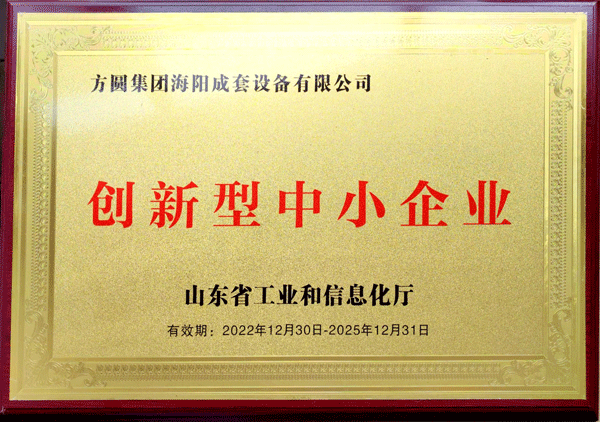 方圆集团海阳成套设备有限公司
创新型中小企业
山东省工业和信息化厅
有效期：2022年12月30日-2025年12月31日